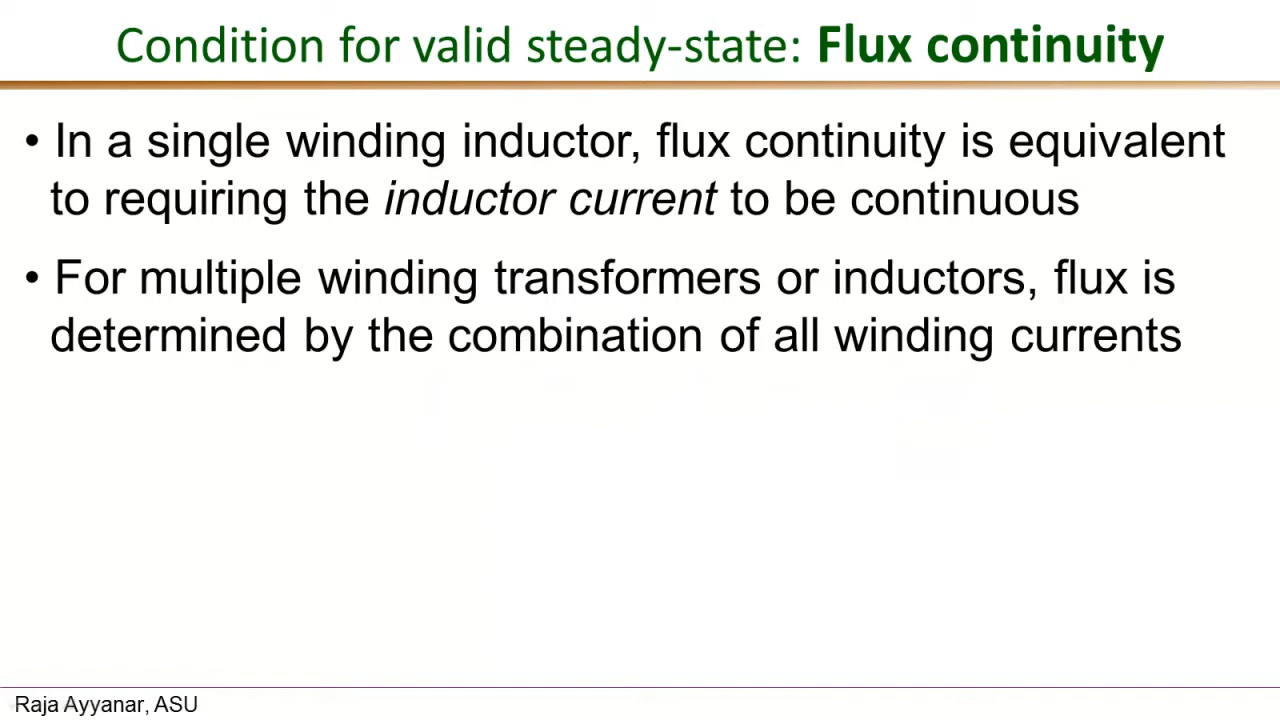 Condition for valid steady-state: Flux continuity
• In a single winding inductor, flux continuity is equivalent
to requiring the inductor current to be continuous
• For multiple winding transformers or inductors, flux is
determined by the combination of all winding currents
Raja Ayyanar, ASU